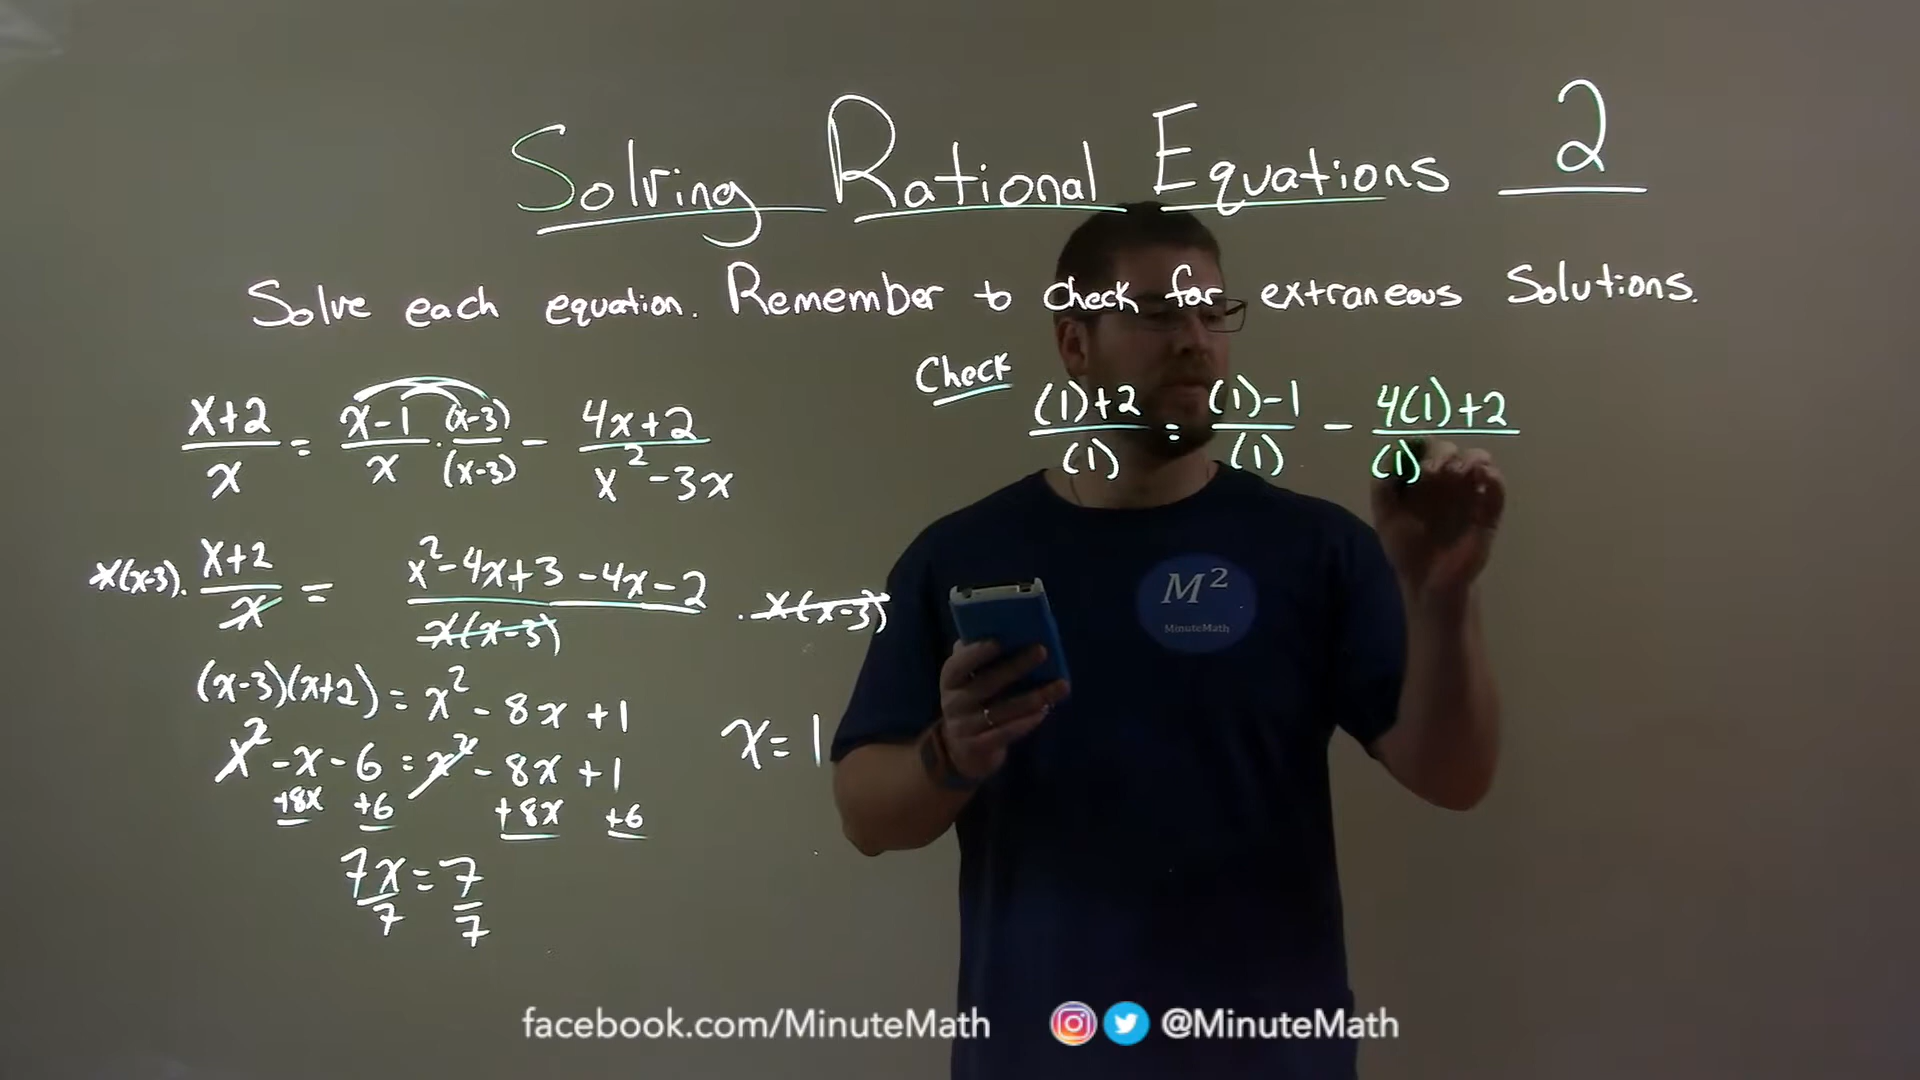 Solving Rational Equations 2
Solve each equation. Remember to check for extraneous solutions.
Check
(x+2)/x = (x-1)/x · (x-3)/(x-3) - (4x+2)/(x²-3x)
((1)+2)/(1) = ((1)-1)/(1) - (4(1)+2)/(1)
x(x-3)· (x+2)/x = (x²-4x+3-4x-2)/(x(x-3)) · x(x-3)
(x-3)(x+2) = x²-8x+1
x²-x-6 = x²-8x+1
+8x +6 +8x +6
7x/7 = 7/7
x=1
M²
MinuteMath
facebook.com/MinuteMath @MinuteMath